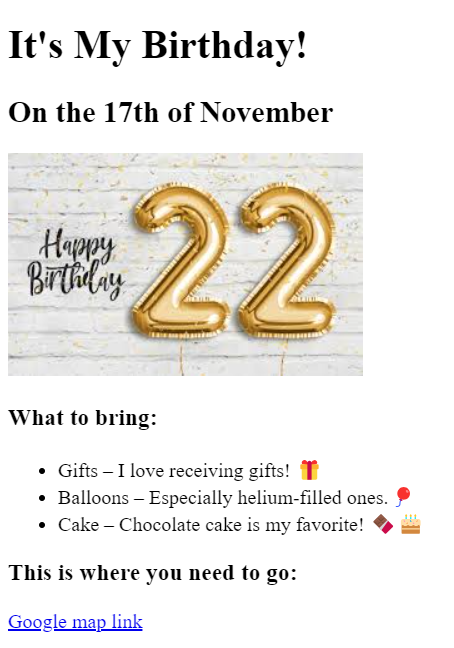 It's My Birthday!
On the 17th of November
Happy
Birthday
22
What to bring:
Gifts – I love receiving gifts! 🎁
Balloons – Especially helium-filled ones. 🎈
Cake – Chocolate cake is my favorite! 🍫 🎂
This is where you need to go:
Google map link